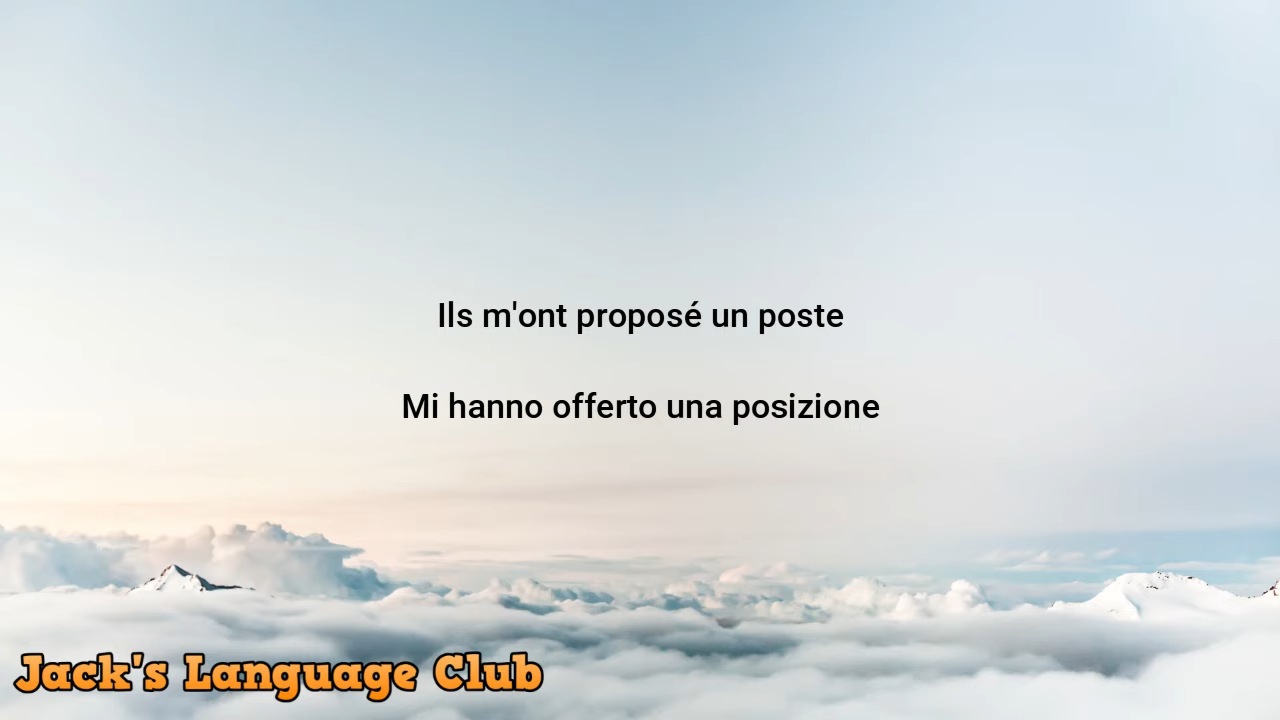 Ils m'ont proposé un poste
Mi hanno offerto una posizione
Jack's Language Club